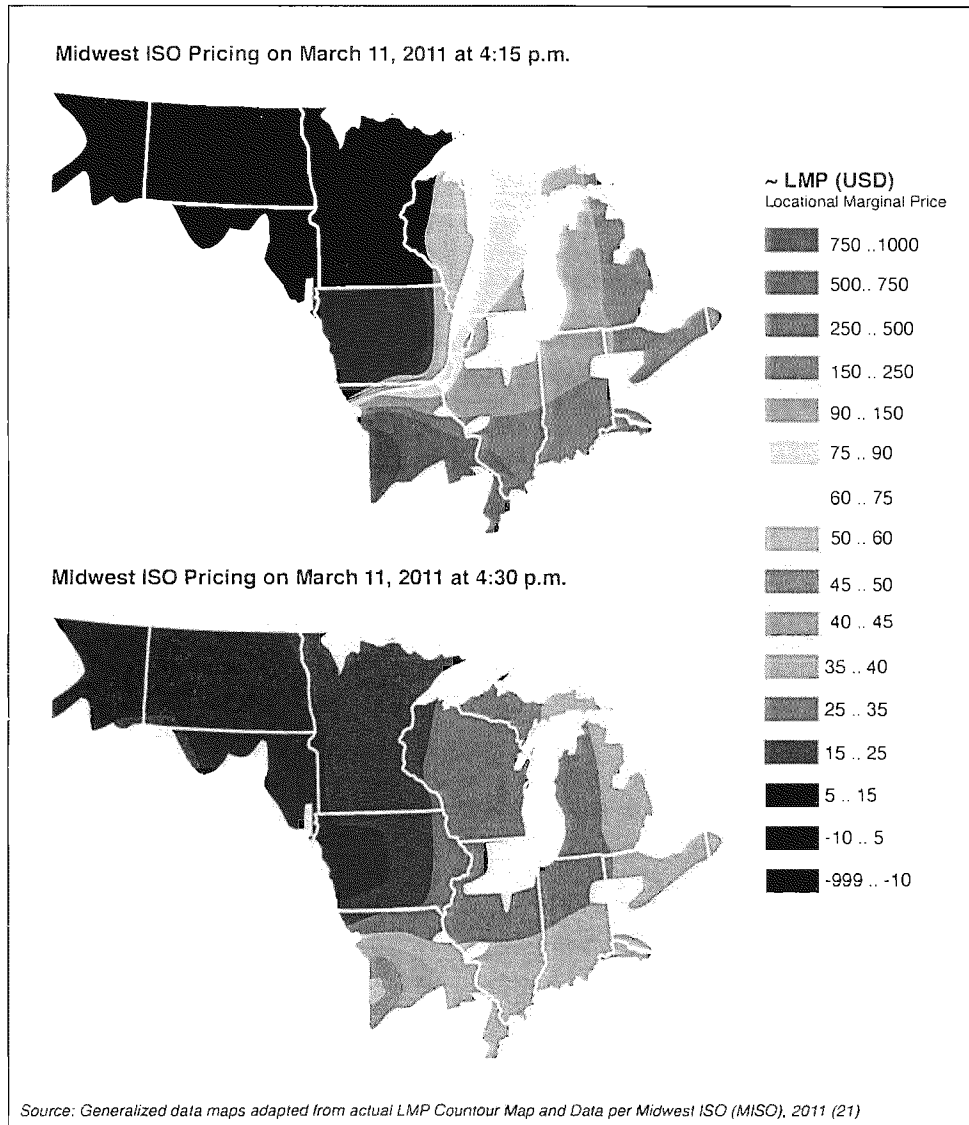 Midwest ISO Pricing on March 11, 2011 at 4:15 p.m.
~ LMP (USD)
Locational Marginal Price
750 .. 1000
500 .. 750
250 .. 500
150 .. 250
90 .. 150
75 .. 90
60 .. 75
50 .. 60
45 .. 50
40 .. 45
35 .. 40
25 .. 35
15 .. 25
5 .. 15
-10 .. 5
-999 .. -10
Midwest ISO Pricing on March 11, 2011 at 4:30 p.m.
Source: Generalized data maps adapted from actual LMP Countour Map and Data per Midwest ISO (MISO), 2011 (21)